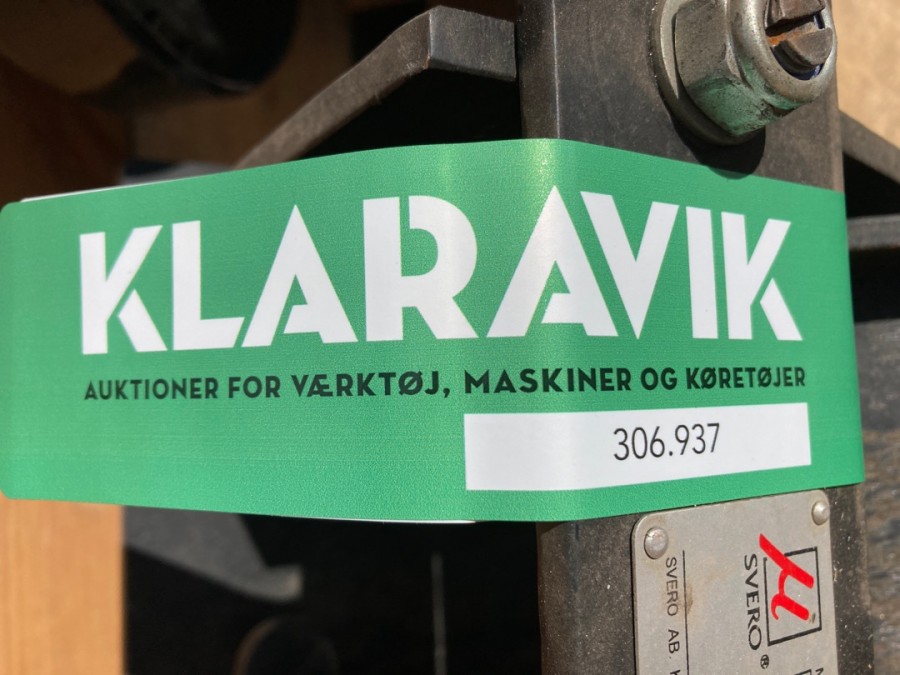 KLARAVIK
AUKTIONER FOR VÆRKTØJ, MASKINER OG KØRETØJER
306.937
µ
SVERO®
SVERO AB.